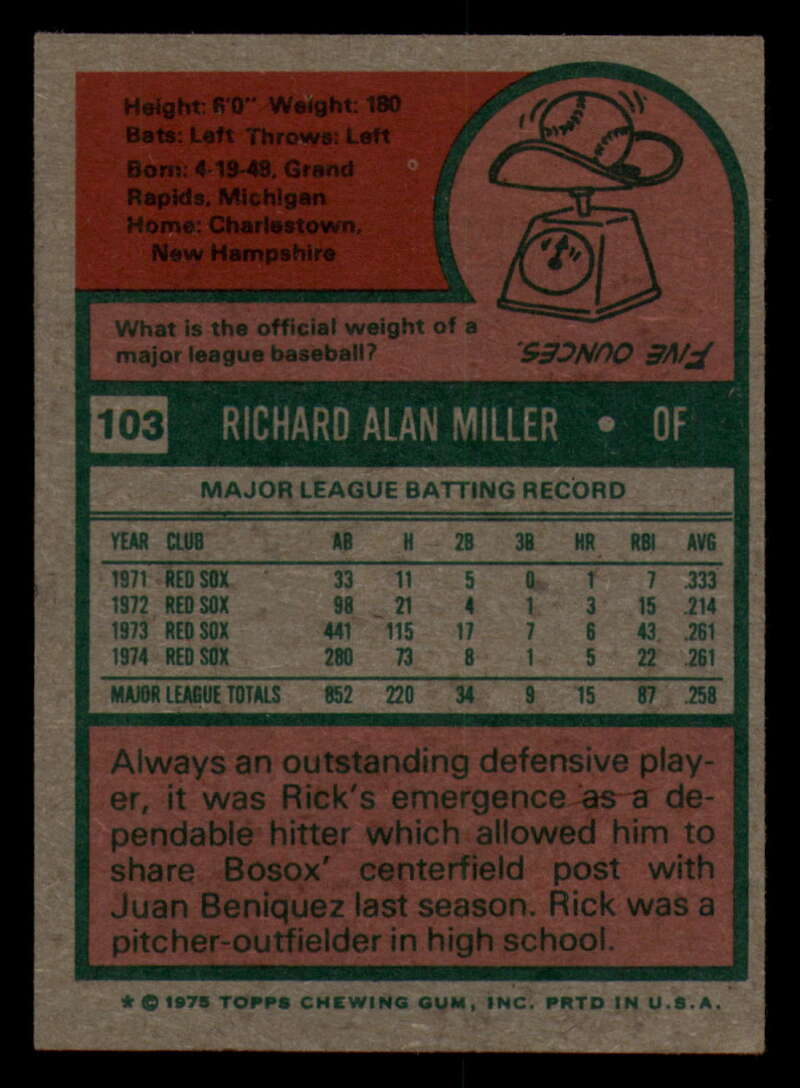 Height: 6'0" Weight: 180
Bats: Left Throws: Left
Born: 4-19-48, Grand
Rapids, Michigan
Home: Charlestown,
New Hampshire
What is the official weight of a
major league baseball?
FIVE OUNCES.
103 RICHARD ALAN MILLER • OF
MAJOR LEAGUE BATTING RECORD
YEAR CLUB AB H 2B 3B HR RBI AVG
1971 RED SOX 33 11 5 0 1 7 .333
1972 RED SOX 98 21 4 1 3 15 .214
1973 RED SOX 441 115 17 7 6 43 .261
1974 RED SOX 280 73 8 1 5 22 .261
MAJOR LEAGUE TOTALS 852 220 34 9 15 87 .258
Always an outstanding defensive play-
er, it was Rick's emergence as a de-
pendable hitter which allowed him to
share Bosox' centerfield post with
Juan Beniquez last season. Rick was a
pitcher-outfielder in high school.
* © 1975 TOPPS CHEWING GUM, INC. PRTD IN U.S.A.